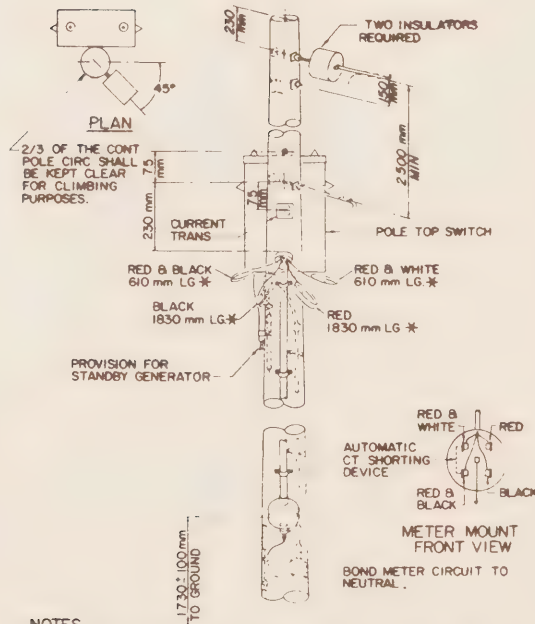 230
mm
TWO INSULATORS
REQUIRED
45°
150
mm
PLAN
2/3 OF THE CONT
POLE CIRC SHALL
BE KEPT CLEAR
FOR CLIMBING
PURPOSES.
75
mm
2500 mm
MIN
75
mm
230 mm
CURRENT
TRANS
POLE TOP SWITCH
RED & BLACK
610 mm LG *
RED & WHITE
610 mm LG. *
BLACK
1830 mm LG. *
RED
1830 mm LG *
PROVISION FOR
STANDBY GENERATOR
RED &
WHITE
RED
AUTOMATIC
CT SHORTING
DEVICE
RED &
BLACK
BLACK
METER MOUNT
FRONT VIEW
BOND METER CIRCUIT TO
NEUTRAL.
1730 ± 100 mm
TO GROUND
NOTES